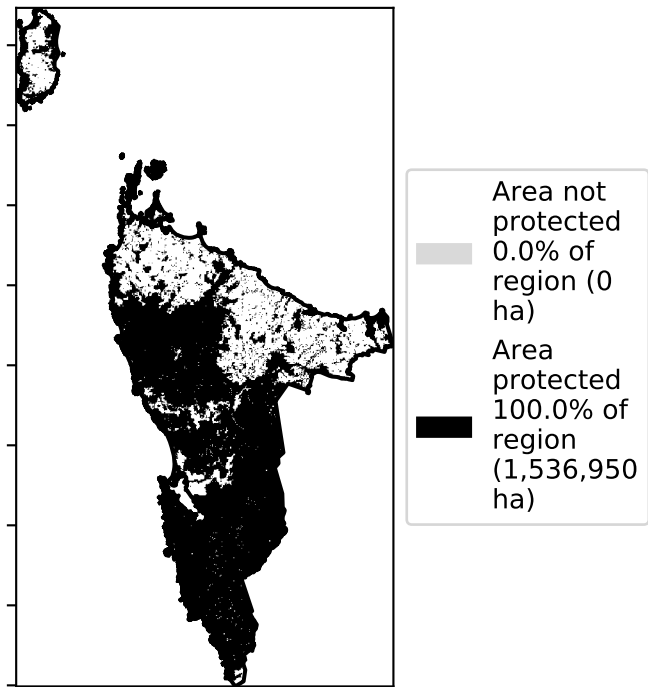 Area not
protected
0.0% of
region (0
ha)
Area
protected
100.0% of
region
(1,536,950
ha)